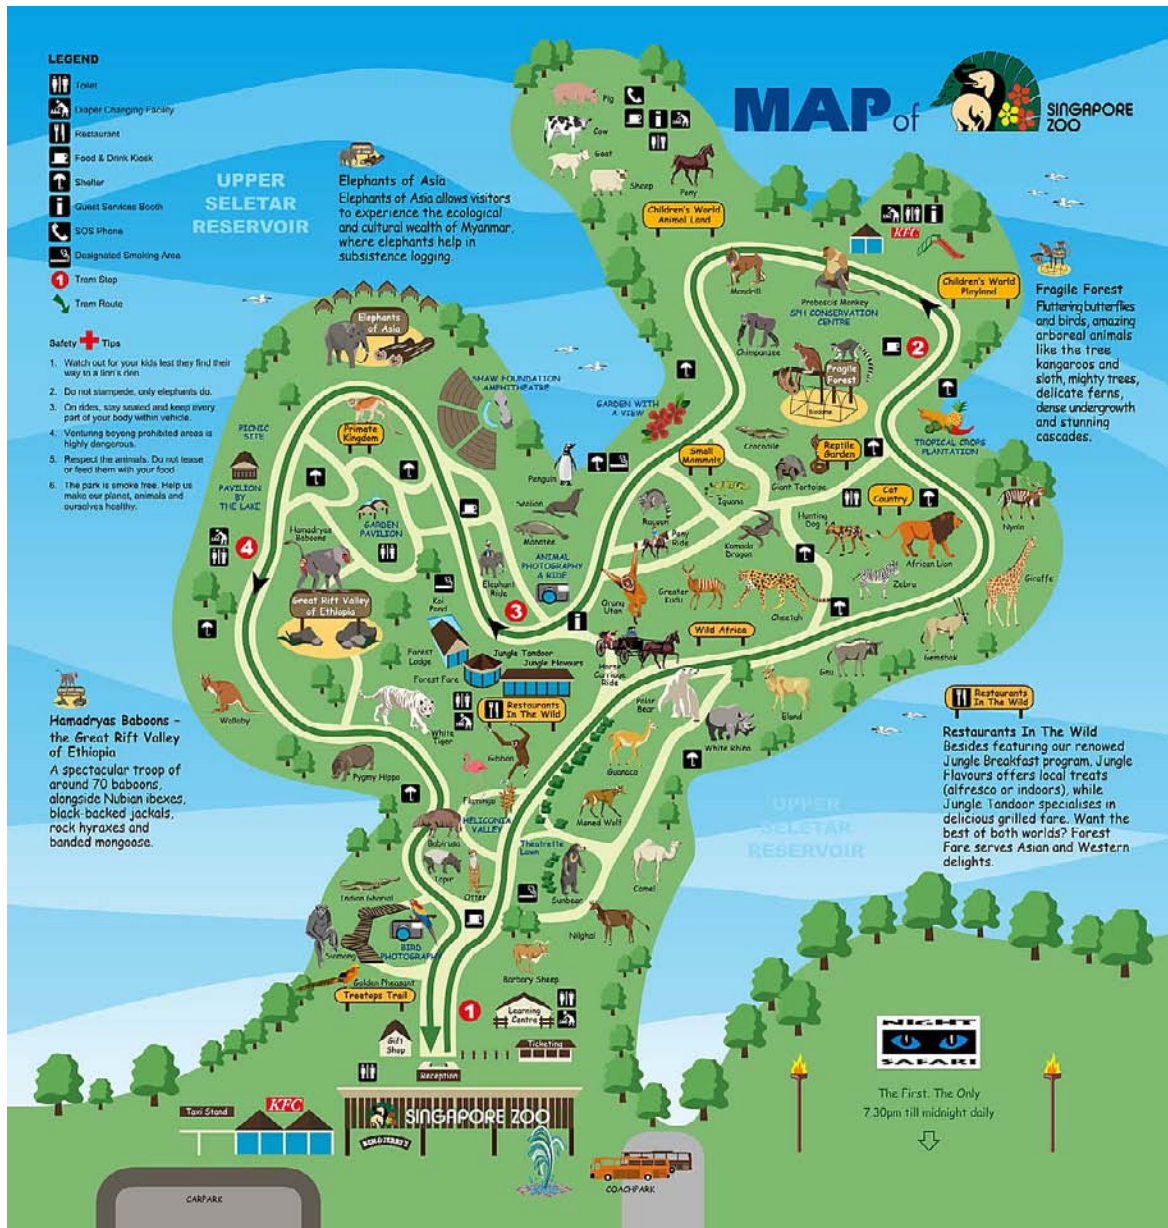 LEGEND
Toilet
Diaper Changing Facility
Restaurant
Food & Drink Kiosk
Shelter
Guest Services Booth
SOS Phone
Designated Smoking Area
1 Tram Stop
Tram Route
Safety Tips
1. Watch out for your kids lest they find their
way to a lion's den
2. Do not stampede, only elephants do.
3. On rides, stay seated and keep every
part of your body within vehicle.
4. Venturing beyong prohibited areas is
highly dangerous.
5. Respect the animals. Do not tease
or feed them with your food
6. The park is smoke free. Help us
make our planet, animals and
ourselves healthy.
UPPER
SELETAR
RESERVOIR
Elephants of Asia
Elephants of Asia allows visitors
to experience the ecological
and cultural wealth of Myanmar,
where elephants help in
subsistence logging.
MAP of
SINGAPORE
ZOO
Pig
Cow
Goat
Sheep
Pony
Children's World
Animal Land
KFC
Children's World
Playland
Fragile Forest
Fluttering butterflies
and birds, amazing
arboreal animals
like the tree
kangaroos and
sloth, mighty trees,
delicate ferns,
dense undergrowth
and stunning
cascades.
Mandrill
Proboscis Monkey
SPH CONSERVATION
CENTRE
Chimpanzee
2
Fragile
Forest
Elephants
of Asia
SHAW FOUNDATION
AMPHITHEATRE
GARDEN WITH
A VIEW
TROPICAL CROPS
PLANTATION
Primate
Kingdom
PICNIC
SITE
PAVILION
BY
THE LAKE
Small
Mammals
Crocodile
Reptile
Garden
Giant Tortoise
Iguana
Cat
Country
Penguin
Sealion
Manatee
Racoon
Pony
Ride
Komodo
Dragon
Hunting
Dog
African Lion
Nyala
Giraffe
Zebra
Cheetah
Greater
Kudu
Orang
Utan
Gemsbok
Gnu
GARDEN
PAVILION
Hamadryas
Baboons
4
Great Rift Valley
of Ethiopia
Elephant
Ride
ANIMAL
PHOTOGRAPHY
& RIDE
3
Koi
Pond
Wild Africa
Forest
Lodge
Jungle Tandoor
Jungle Flavours
Forest Fare
Horse
Carriage
Ride
Restaurants
In The Wild
Polar
Bear
Eland
White Rhino
Wallaby
White
Tiger
Gibbon
Guanaco
Pygmy Hippo
Flamingo
HELICONIA
VALLEY
Maned Wolf
Theatrette
Lawn
Babirusa
Tapir
Otter
Sunbear
Camel
Indian Gharial
Nilghai
Siamang
BIRD
PHOTOGRAPHY
Barbary Sheep
Golden Pheasant
Treetops Trail
1
Learning
Centre
Gift
Shop
Ticketing
Reception
Hamadryas Baboons –
the Great Rift Valley
of Ethiopia
A spectacular troop of
around 70 baboons,
alongside Nubian ibexes,
black-backed jackals,
rock hyraxes and
banded mongoose.
Restaurants
In The Wild
Restaurants In The Wild
Besides featuring our renowed
Jungle Breakfast program, Jungle
Flavours offers local treats
(alfresco or indoors), while
Jungle Tandoor specialises in
delicious grilled fare. Want the
best of both worlds? Forest
Fare serves Asian and Western
delights.
UPPER
SELETAR
RESERVOIR
NIGHT
SAFARI
The First. The Only
7.30pm till midnight daily
Taxi Stand
KFC
SINGAPORE ZOO
BEN & JERRY'S
CARPARK
COACHPARK